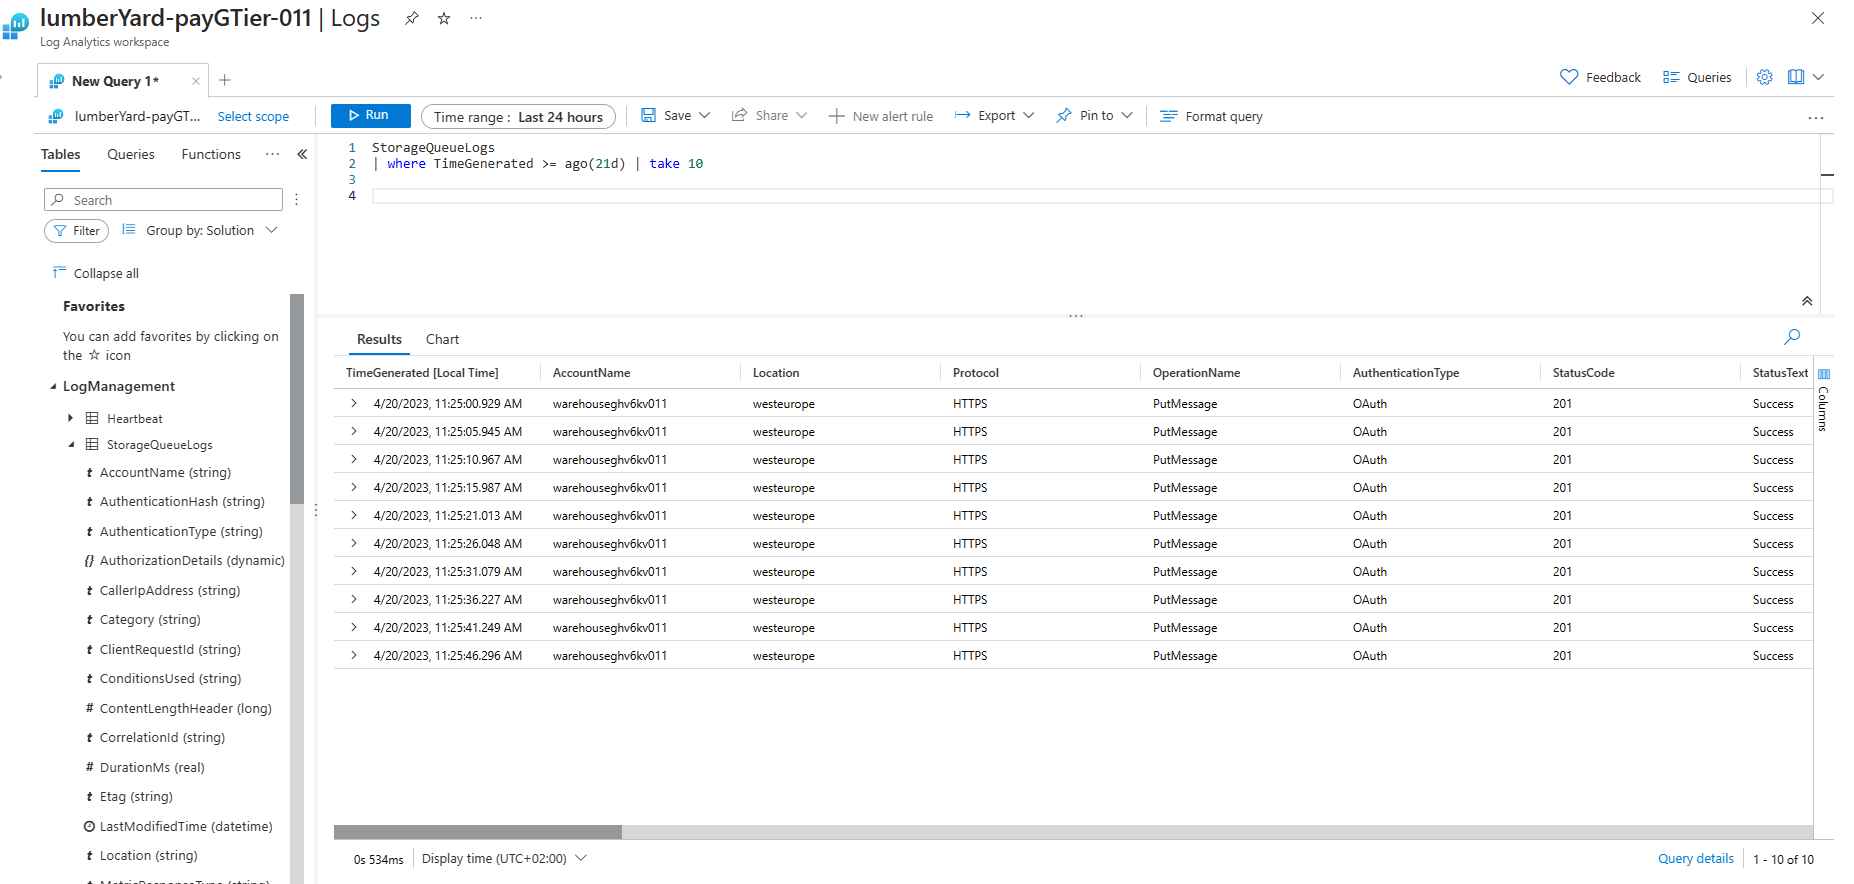 lumberYard-payGTier-011 | Logs
Log Analytics workspace
New Query 1*
Feedback
Queries
lumberYard-payGT...
Select scope
Run
Time range : Last 24 hours
Save
Share
New alert rule
Export
Pin to
Format query
Tables
Queries
Functions
Search
Filter
Group by: Solution
Collapse all
Favorites
You can add favorites by clicking on
the ☆ icon
LogManagement
Heartbeat
StorageQueueLogs
t AccountName (string)
t AuthenticationHash (string)
t AuthenticationType (string)
{} AuthorizationDetails (dynamic)
t CallerIpAddress (string)
t Category (string)
t ClientRequestId (string)
t ConditionsUsed (string)
# ContentLengthHeader (long)
t CorrelationId (string)
# DurationMs (real)
t Etag (string)
LastModifiedTime (datetime)
t Location (string)
t MetricResponseType (string)
1 StorageQueueLogs
2 | where TimeGenerated >= ago(21d) | take 10
3
4
Results
Chart
TimeGenerated [Local Time] AccountName Location Protocol OperationName AuthenticationType StatusCode StatusText
4/20/2023, 11:25:00.929 AM warehouseghv6kv011 westeurope HTTPS PutMessage OAuth 201 Success
4/20/2023, 11:25:05.945 AM warehouseghv6kv011 westeurope HTTPS PutMessage OAuth 201 Success
4/20/2023, 11:25:10.967 AM warehouseghv6kv011 westeurope HTTPS PutMessage OAuth 201 Success
4/20/2023, 11:25:15.987 AM warehouseghv6kv011 westeurope HTTPS PutMessage OAuth 201 Success
4/20/2023, 11:25:21.013 AM warehouseghv6kv011 westeurope HTTPS PutMessage OAuth 201 Success
4/20/2023, 11:25:26.048 AM warehouseghv6kv011 westeurope HTTPS PutMessage OAuth 201 Success
4/20/2023, 11:25:31.079 AM warehouseghv6kv011 westeurope HTTPS PutMessage OAuth 201 Success
4/20/2023, 11:25:36.227 AM warehouseghv6kv011 westeurope HTTPS PutMessage OAuth 201 Success
4/20/2023, 11:25:41.249 AM warehouseghv6kv011 westeurope HTTPS PutMessage OAuth 201 Success
4/20/2023, 11:25:46.296 AM warehouseghv6kv011 westeurope HTTPS PutMessage OAuth 201 Success
Columns
0s 534ms
Display time (UTC+02:00)
Query details
1 - 10 of 10